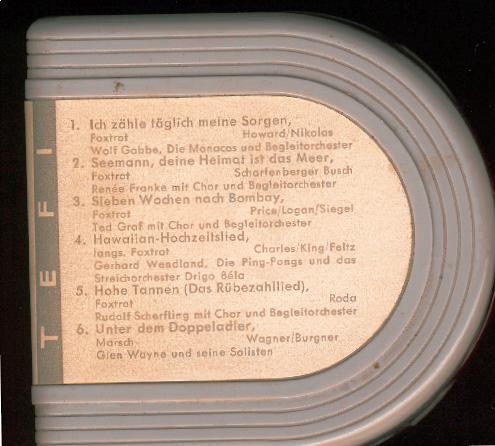 TEFI
1. Ich zähle täglich meine Sorgen,
Foxtrot Howard/Nikolas
Wolf Gabbe, Die Monacos und Begleitorchester
2. Seemann, deine Heimat ist das Meer,
Foxtrot Scharfenberger Busch
Renée Franke mit Chor und Begleitorchester
3. Sieben Wochen nach Bombay,
Foxtrot Price/Logan/Siegel
Ted Graf mit Chor und Begleitorchester
4. Hawaiian-Hochzeitslied,
langs. Foxtrot Charles/King/Feltz
Gerhard Wendland, Die Ping-Pongs und das
Streichorchester Drigo Béla
5. Hohe Tannen (Das Rübezahllied),
Foxtrot Roda
Rudolf Scherfling mit Chor und Begleitorchester
6. Unter dem Doppeladler,
Marsch Wagner/Burgner
Glen Wayne und seine Solisten